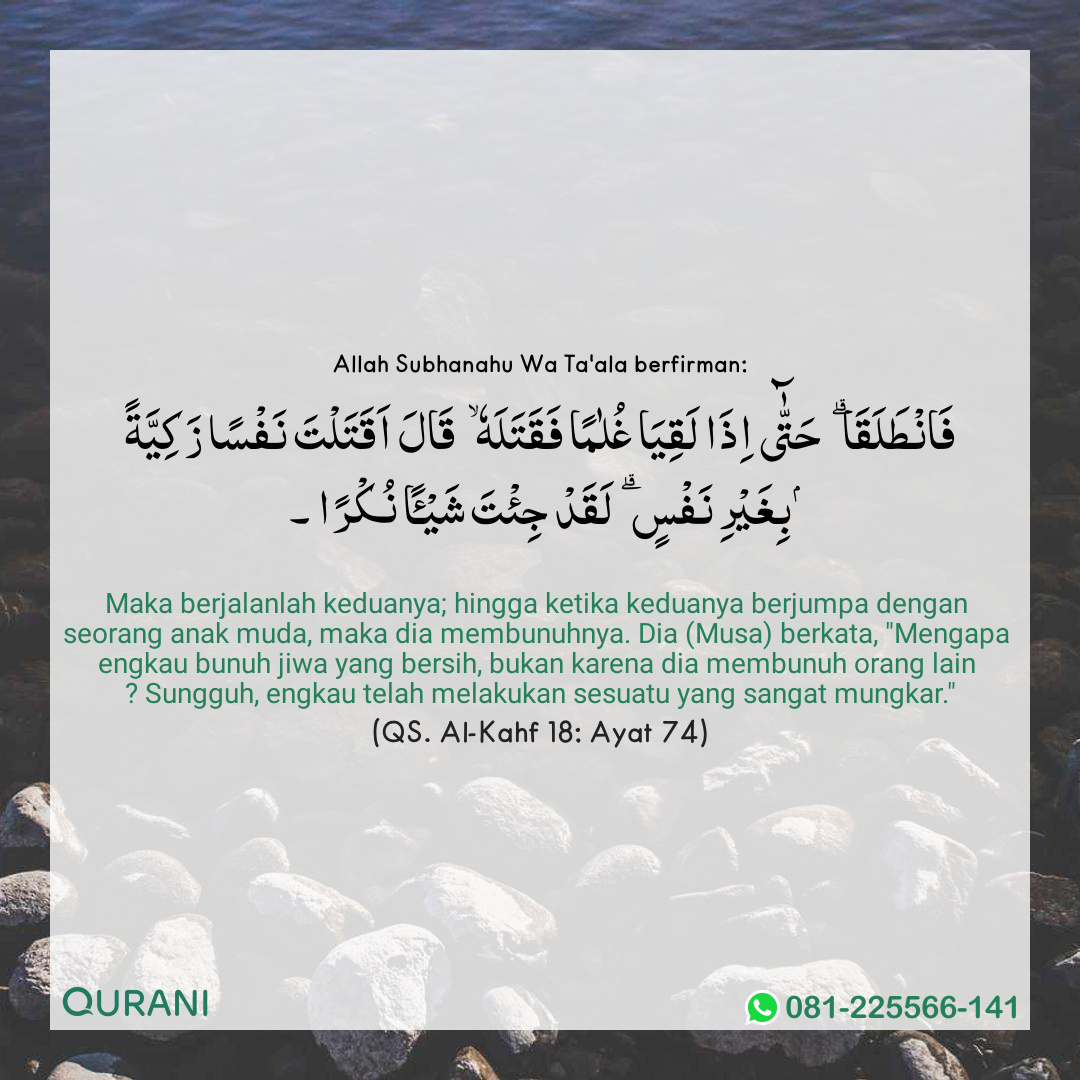 Allah Subhanahu Wa Ta'ala berfirman:
فَانْطَلَقَا ۗ حَتّٰۤى اِذَا لَقِيَا غُلٰمًا فَقَتَلَهٗ ۙ قَالَ اَقَتَلْتَ نَفْسًا زَكِيَّةً
ۢ بِغَيْرِ نَفْسٍ ۗ لَقَدْ جِئْتَ شَيْـًٔا نُّكْرًا ـ
Maka berjalanlah keduanya; hingga ketika keduanya berjumpa dengan
seorang anak muda, maka dia membunuhnya. Dia (Musa) berkata, "Mengapa
engkau bunuh jiwa yang bersih, bukan karena dia membunuh orang lain
? Sungguh, engkau telah melakukan sesuatu yang sangat mungkar."
(QS. Al-Kahf 18: Ayat 74)
QURANI
081-225566-141